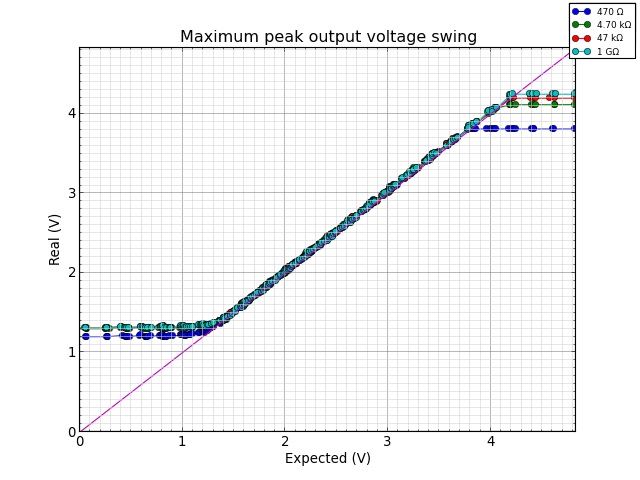 Maximum peak output voltage swing
470 Ω
4.70 kΩ
47 kΩ
1 GΩ
Real (V)
4
3
2
1
0
0 1 2 3 4
Expected (V)